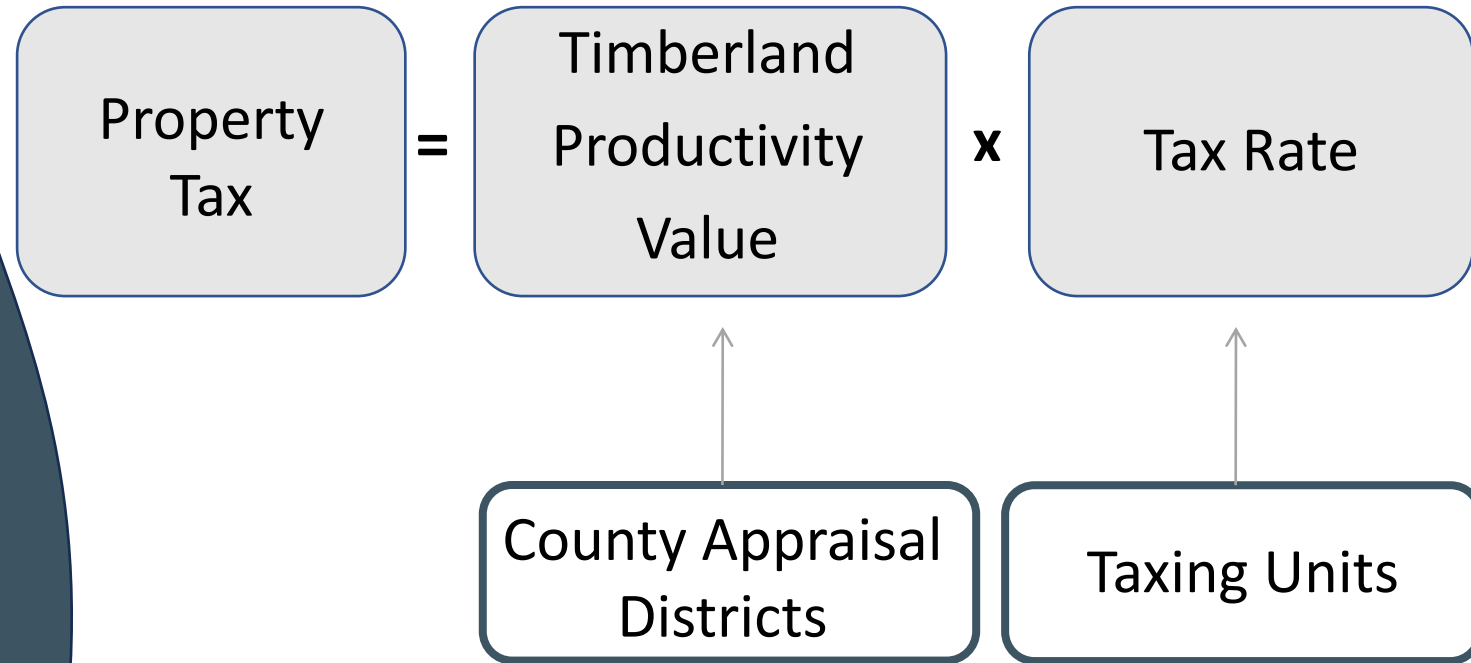 Property
Tax
=
Timberland
Productivity
Value
x
Tax Rate
County Appraisal
Districts
Taxing Units